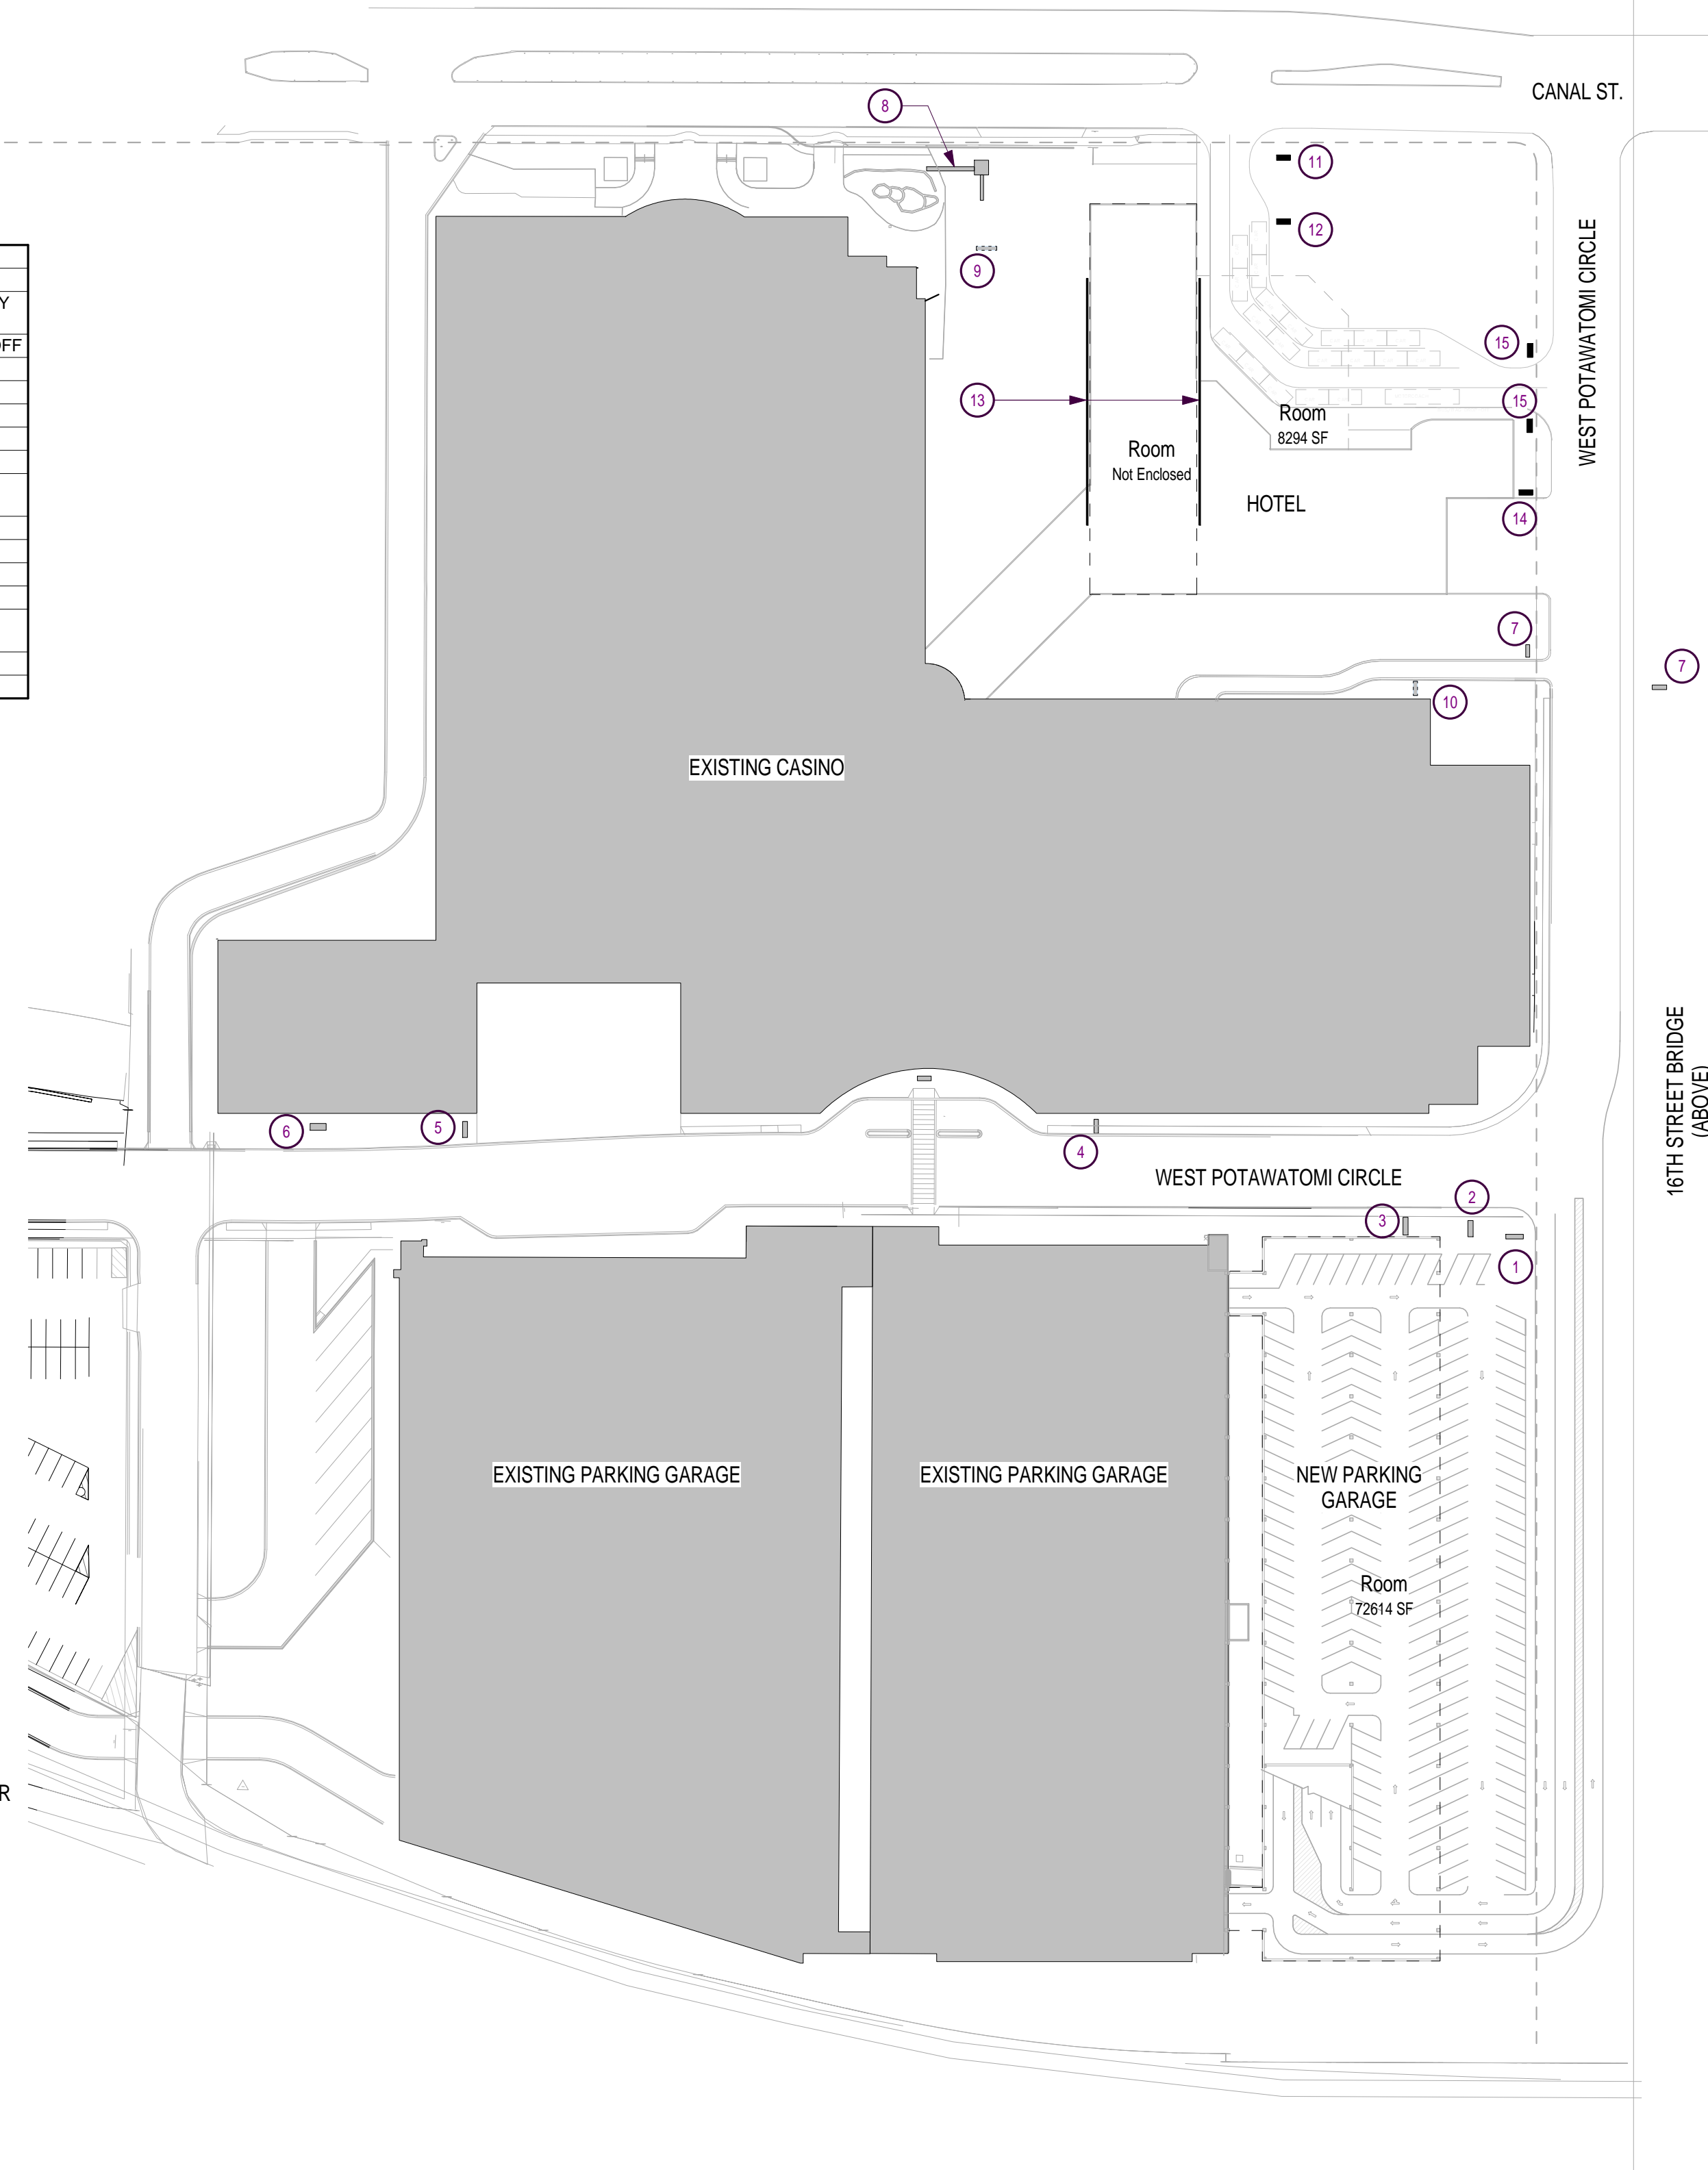 CANAL ST.
8
11
12
9
WEST POTAWATOMI CIRCLE
Y
OFF
15
13
15
Room
8294 SF
Room
Not Enclosed
HOTEL
14
7
7
10
EXISTING CASINO
16TH STREET BRIDGE
(ABOVE)
6
5
4
WEST POTAWATOMI CIRCLE
2
3
1
EXISTING PARKING GARAGE
EXISTING PARKING GARAGE
NEW PARKING
GARAGE
Room
72614 SF
R